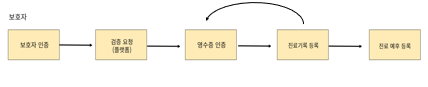 보호자
보호자 인증
검증 요청
(플랫폼)
영수증 인증
진료기록 등록
진료 예후 등록